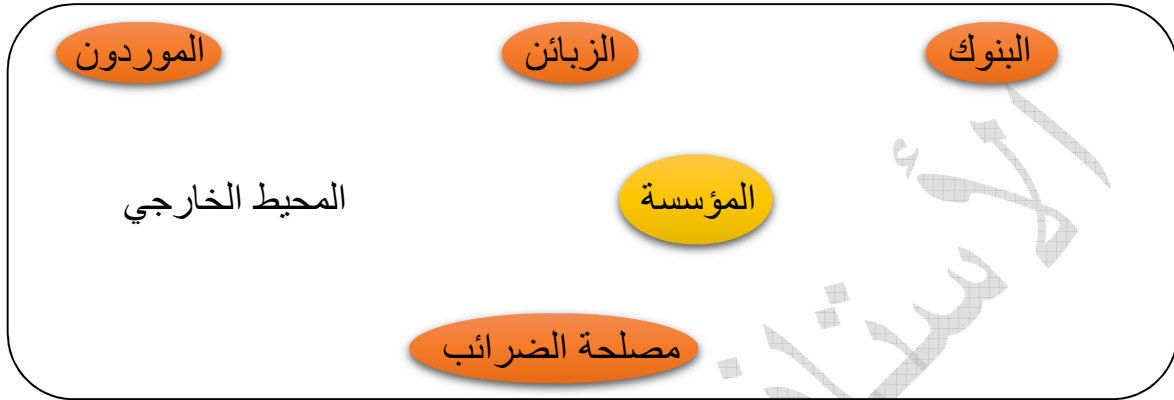 البنوك
الزبائن
الموردون
المؤسسة
المحيط الخارجي
مصلحة الضرائب